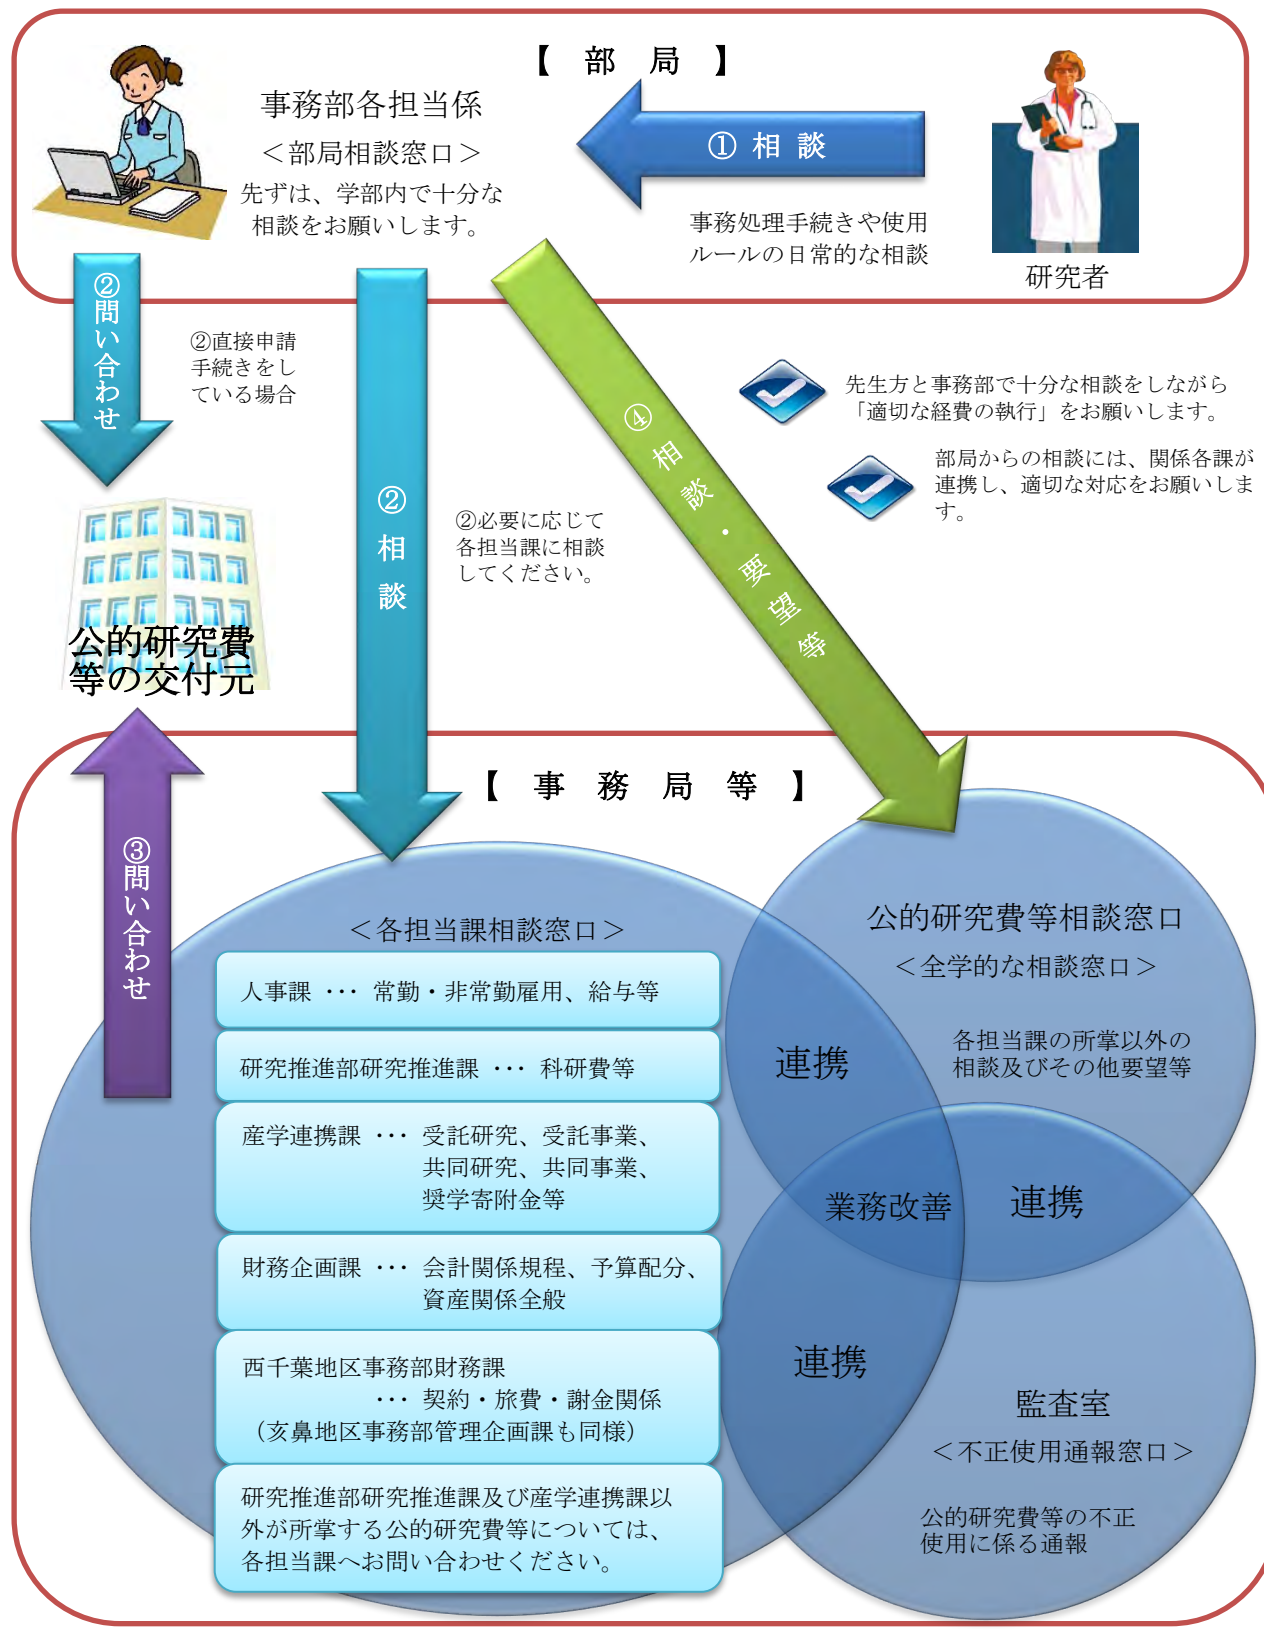 【 部 局 】
事務部各担当係
＜部局相談窓口＞
先ずは、学部内で十分な
相談をお願いします。
① 相 談
事務処理手続きや使用
ルールの日常的な相談
研究者
②問い合わせ
②直接申請
手続きをし
ている場合
② 相 談
②必要に応じて
各担当課に相談
してください。
④ 相 談 ・ 要 望 等
先生方と事務部で十分な相談をしながら
「適切な経費の執行」をお願いします。
部局からの相談には、関係各課が
連携し、適切な対応をお願いしま
す。
公的研究費
等の交付元
③問い合わせ
【 事 務 局 等 】
＜各担当課相談窓口＞
人事課 ･･･ 常勤・非常勤雇用、給与等
研究推進部研究推進課 ･･･ 科研費等
産学連携課 ･･･ 受託研究、受託事業、
共同研究、共同事業、
奨学寄附金等
財務企画課 ･･･ 会計関係規程、予算配分、
資産関係全般
西千葉地区事務部財務課
･･･ 契約・旅費・謝金関係
（亥鼻地区事務部管理企画課も同様）
研究推進部研究推進課及び産学連携課以
外が所掌する公的研究費等については、
各担当課へお問い合わせください。
公的研究費等相談窓口
＜全学的な相談窓口＞
各担当課の所掌以外の
相談及びその他要望等
連携
業務改善
連携
連携
監査室
＜不正使用通報窓口＞
公的研究費等の不正
使用に係る通報